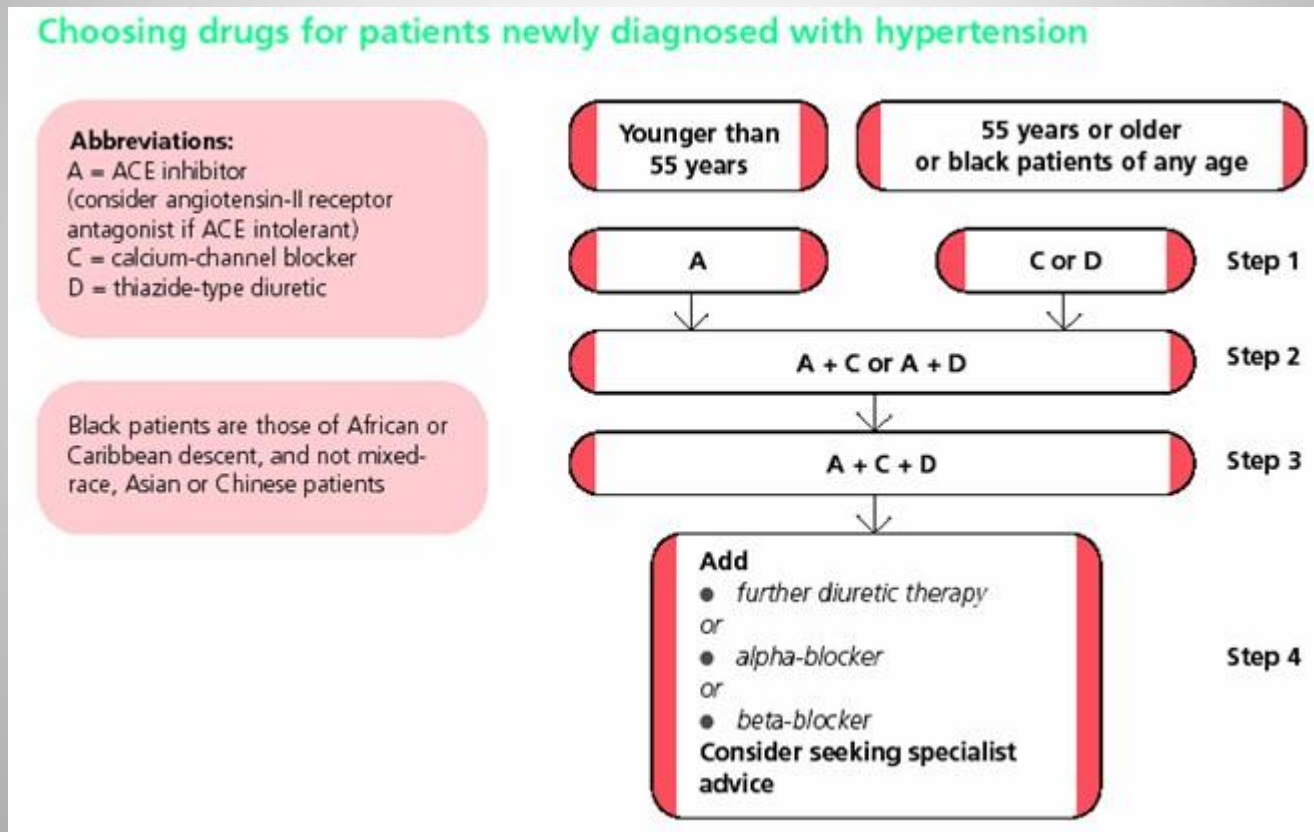 Choosing drugs for patients newly diagnosed with hypertension
Abbreviations:
A = ACE inhibitor
(consider angiotensin-II receptor
antagonist if ACE intolerant)
C = calcium-channel blocker
D = thiazide-type diuretic
Black patients are those of African or
Caribbean descent, and not mixed-
race, Asian or Chinese patients
Younger than
55 years
55 years or older
or black patients of any age
A
C or D
Step 1
A + C or A + D
Step 2
A + C + D
Step 3
Add
• further diuretic therapy
or
• alpha-blocker
or
• beta-blocker
Consider seeking specialist
advice
Step 4